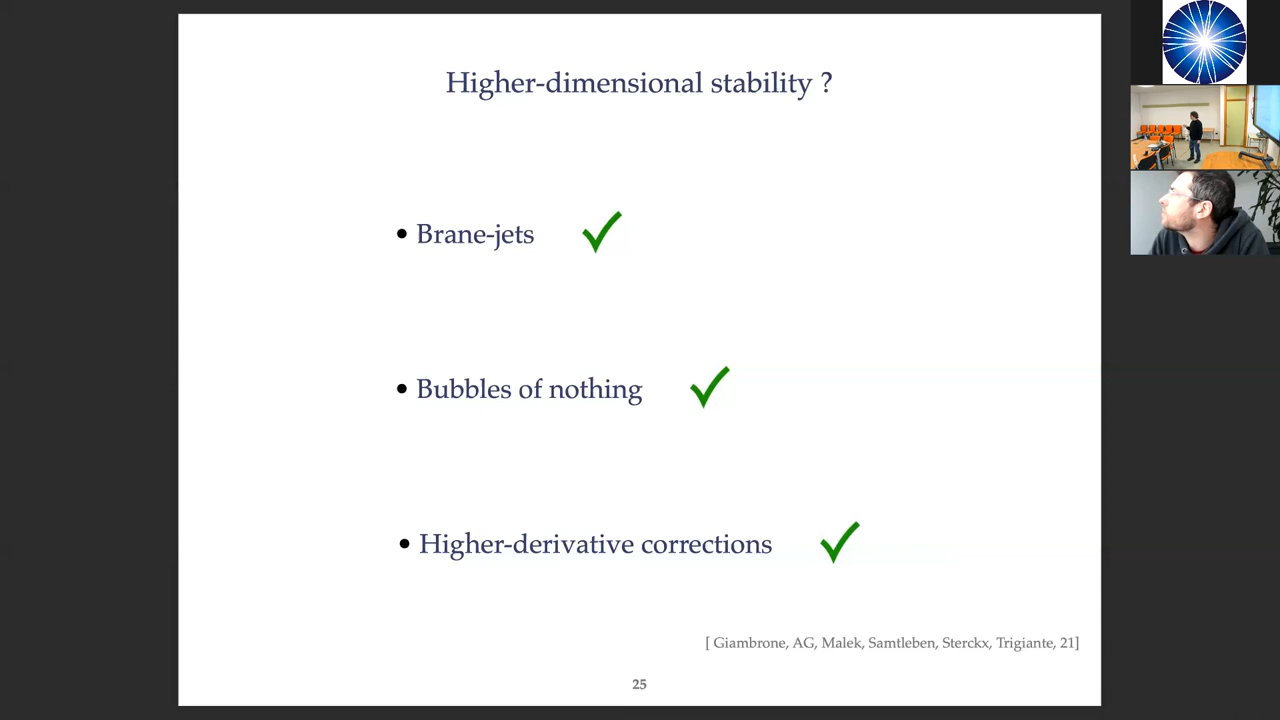 Higher-dimensional stability ?
• Brane-jets
• Bubbles of nothing
• Higher-derivative corrections
[ Giambrone, AG, Malek, Samtleben, Sterckx, Trigiante, 21]
25